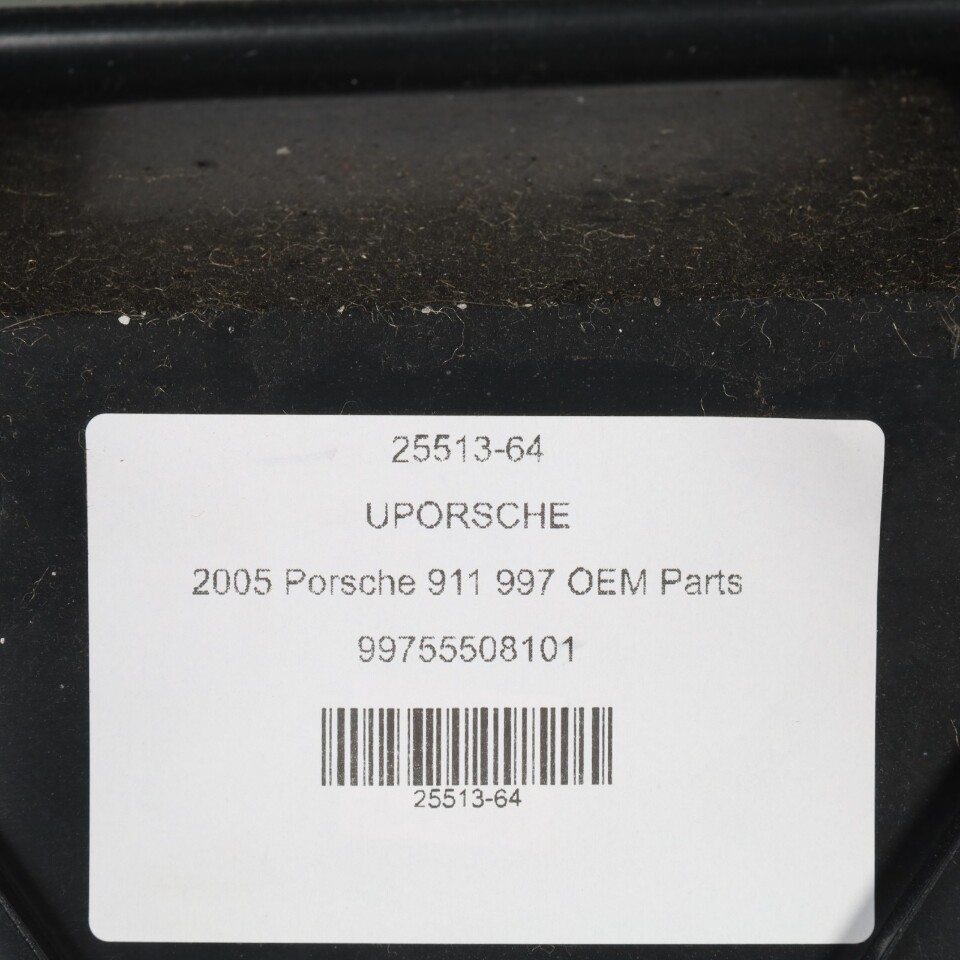 25513-64
UPORSCHE
2005 Porsche 911 997 OEM Parts
99755508101
25513-64